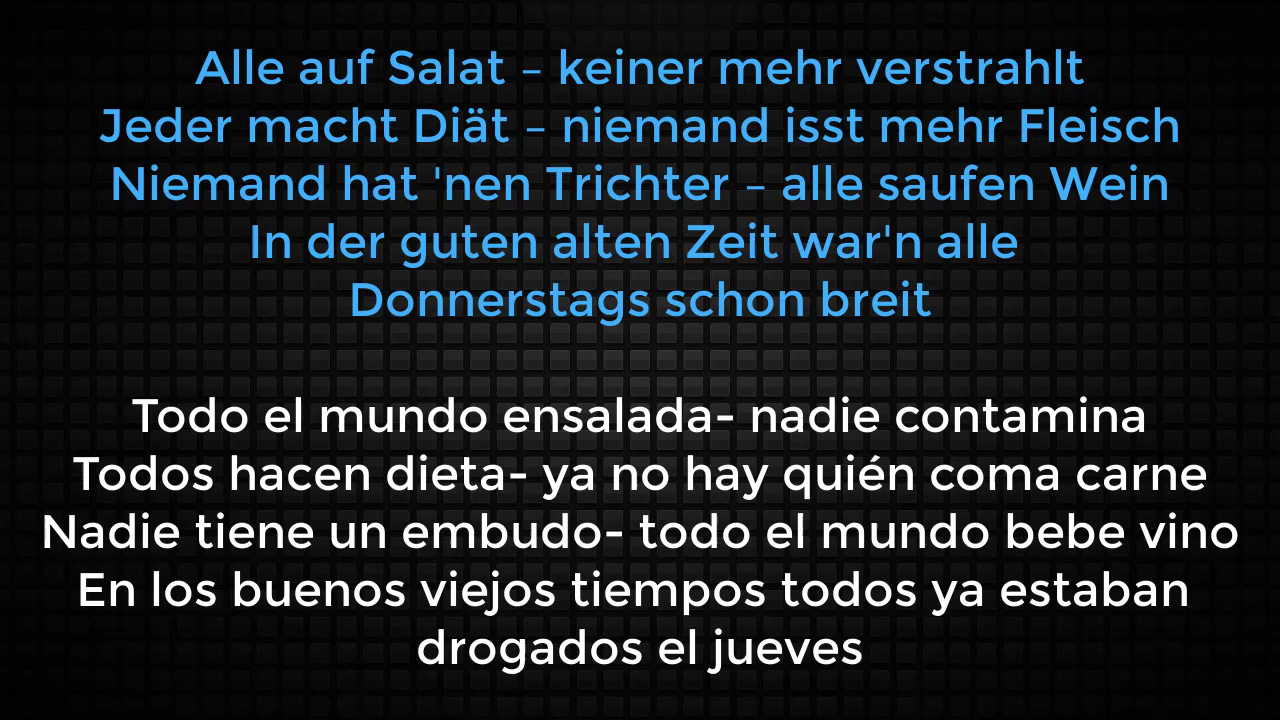 Alle auf Salat – keiner mehr verstrahlt
Jeder macht Diät – niemand isst mehr Fleisch
Niemand hat 'nen Trichter – alle saufen Wein
In der guten alten Zeit war'n alle
Donnerstags schon breit
Todo el mundo ensalada- nadie contamina
Todos hacen dieta- ya no hay quién coma carne
Nadie tiene un embudo- todo el mundo bebe vino
En los buenos viejos tiempos todos ya estaban
drogados el jueves